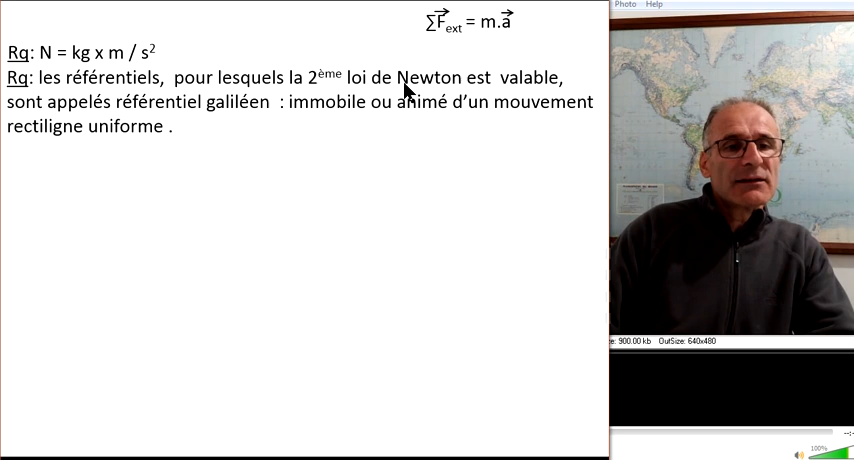 ∑F⃗ext = m.a⃗
Rq: N = kg x m / s²
Rq: les référentiels, pour lesquels la 2ème loi de Newton est valable,
sont appelés référentiel galiléen : immobile ou animé d’un mouvement
rectiligne uniforme .
Photo Help
ze: 900.00 kb OutSize: 640x480
100%